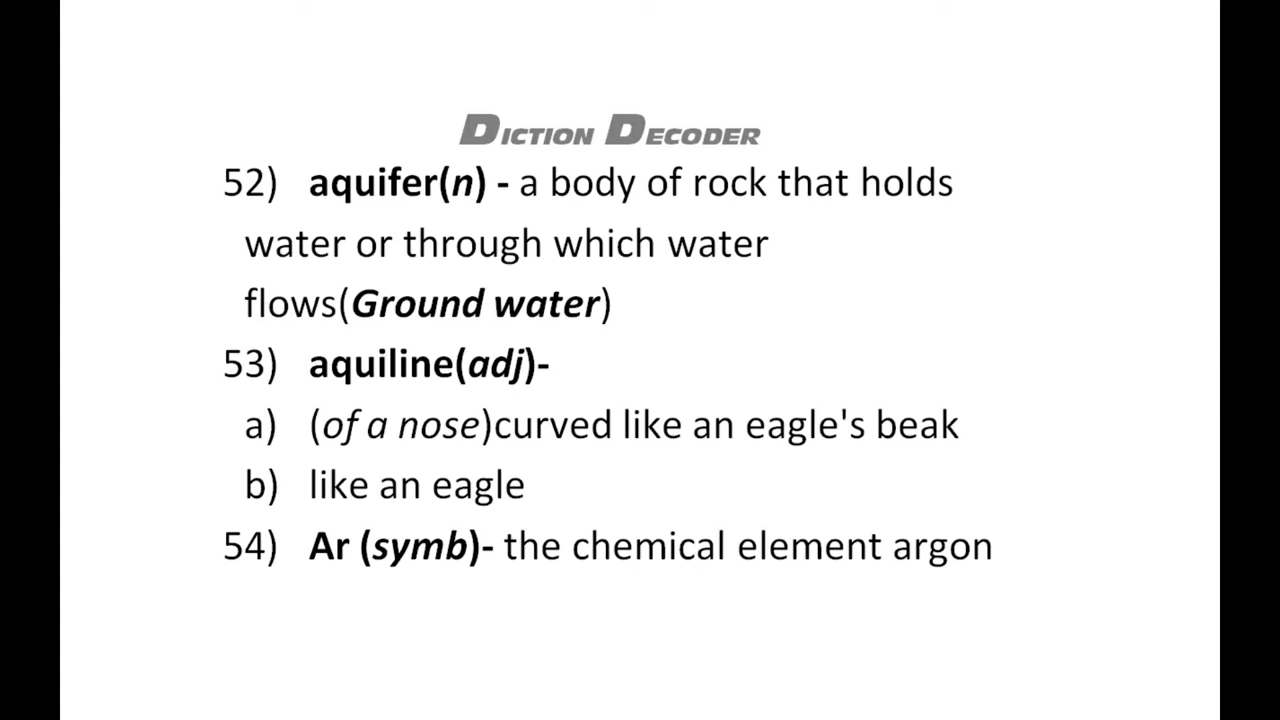 DICTION DECODER
52) aquifer(n) - a body of rock that holds
water or through which water
flows(Ground water)
53) aquiline(adj)-
a) (of a nose)curved like an eagle's beak
b) like an eagle
54) Ar (symb)- the chemical element argon